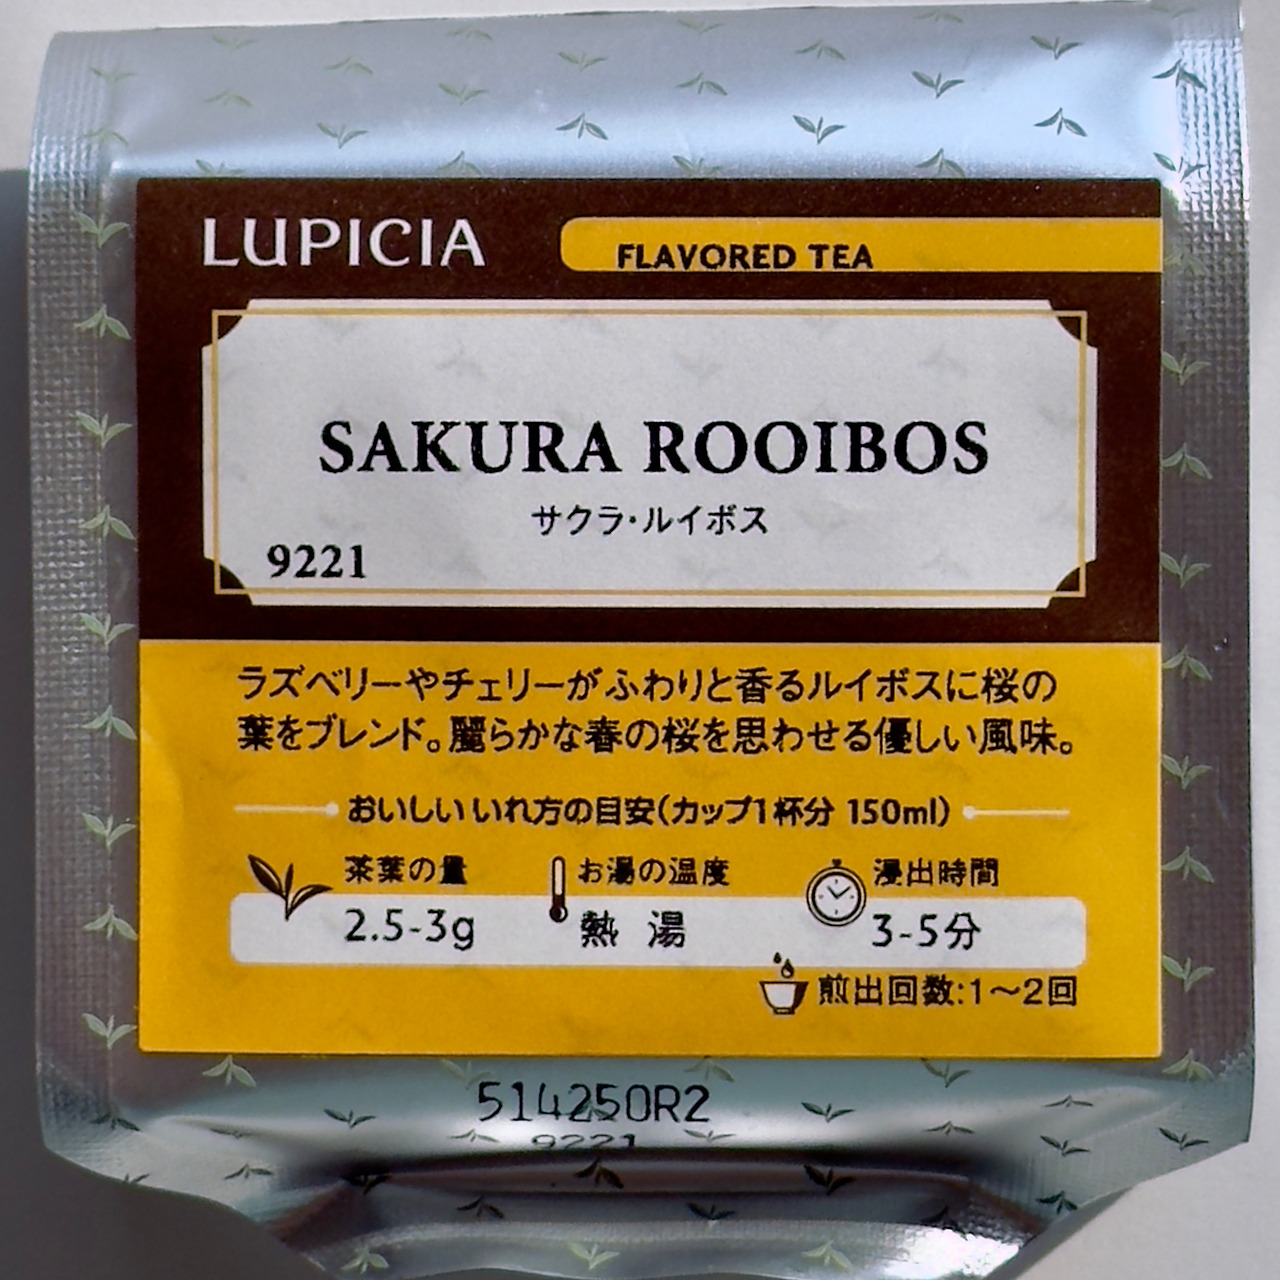 LUPICIA
FLAVORED TEA
SAKURA ROOIBOS
サクラ・ルイボス
9221
ラズベリーやチェリーがふわりと香るルイボスに桜の
葉をブレンド。麗らかな春の桜を思わせる優しい風味。
おいしいいれ方の目安(カップ1杯分 150ml)
茶葉の量 お湯の温度 浸出時間
2.5-3g 熱湯 3-5分
煎出回数:1〜2回
514250R2
9221